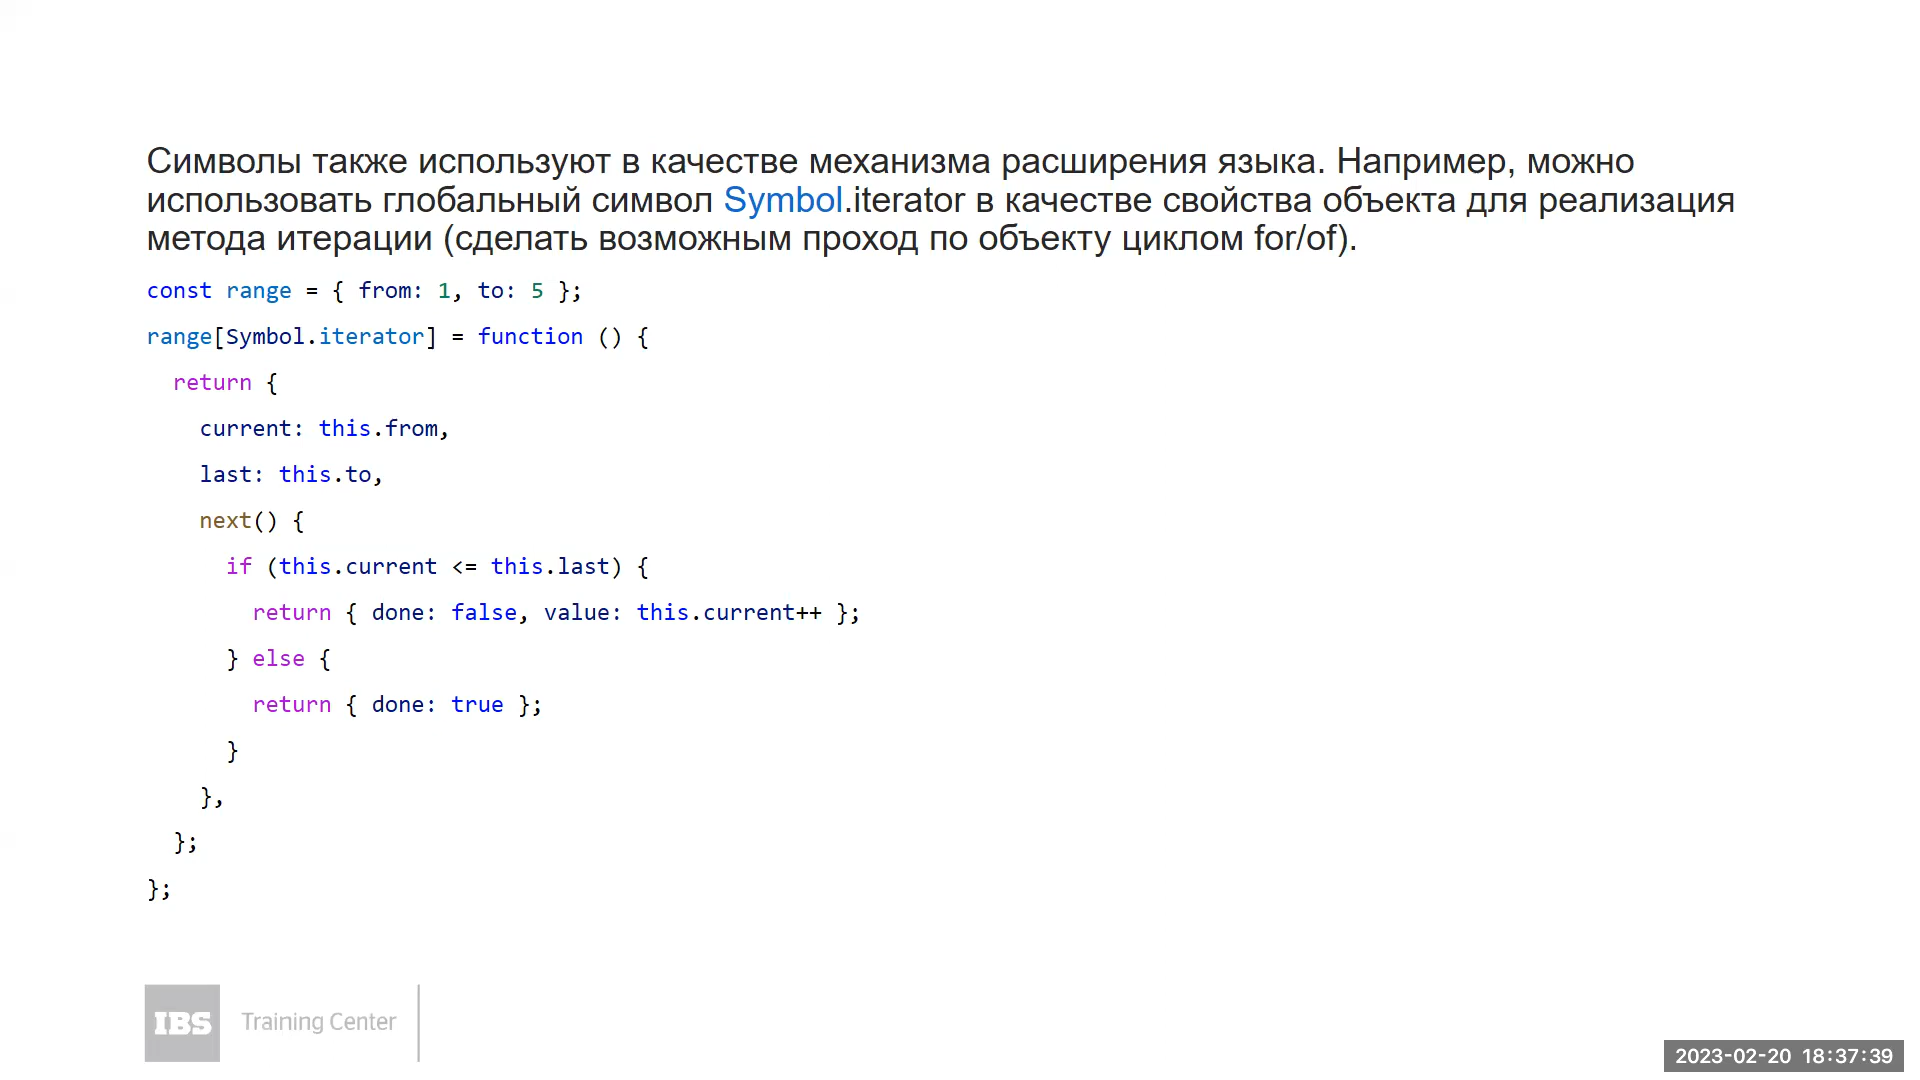 Символы также используют в качестве механизма расширения языка. Например, можно
использовать глобальный символ Symbol.iterator в качестве свойства объекта для реализация
метода итерации (сделать возможным проход по объекту циклом for/of).
const range = { from: 1, to: 5 };
range[Symbol.iterator] = function () {
  return {
    current: this.from,
    last: this.to,
    next() {
      if (this.current <= this.last) {
        return { done: false, value: this.current++ };
      } else {
        return { done: true };
      }
    },
  };
};
IBS Training Center
2023-02-20 18:37:39